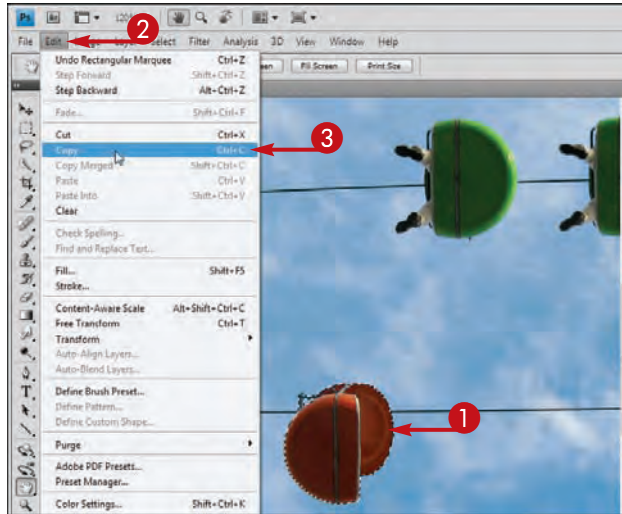 Ps Br
File Edit Layer Select Filter Analysis 3D View Window Help
Fill Screen Print Size
Undo Rectangular Marquee Ctrl+Z
Step Forward Shift+Ctrl+Z
Step Backward Alt+Ctrl+Z
Fade... Shift+Ctrl+F
Cut Ctrl+X
Copy Ctrl+C
Copy Merged Shift+Ctrl+C
Paste Ctrl+V
Paste Into Shift+Ctrl+V
Clear
Check Spelling...
Find and Replace Text...
Fill... Shift+F5
Stroke...
Content-Aware Scale Alt+Shift+Ctrl+C
Free Transform Ctrl+T
Transform
Auto-Align Layers...
Auto-Blend Layers...
Define Brush Preset...
Define Pattern...
Define Custom Shape...
Purge
Adobe PDF Presets...
Preset Manager...
Color Settings... Shift+Ctrl+K
T
2
3
1